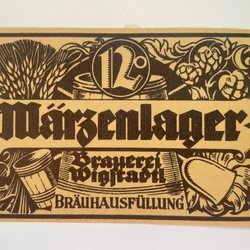 12°
Märzenlager-
Brauerei
Wigstadtl
BRÄUHAUSFÜLLUNG